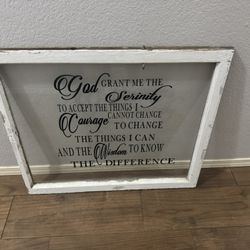 God GRANT ME THE
Serinity
TO ACCEPT THE THINGS I
CANNOT CHANGE
Courage TO CHANGE
THE THINGS I CAN
AND THE Wisdom TO KNOW
THE DIFFERENCE